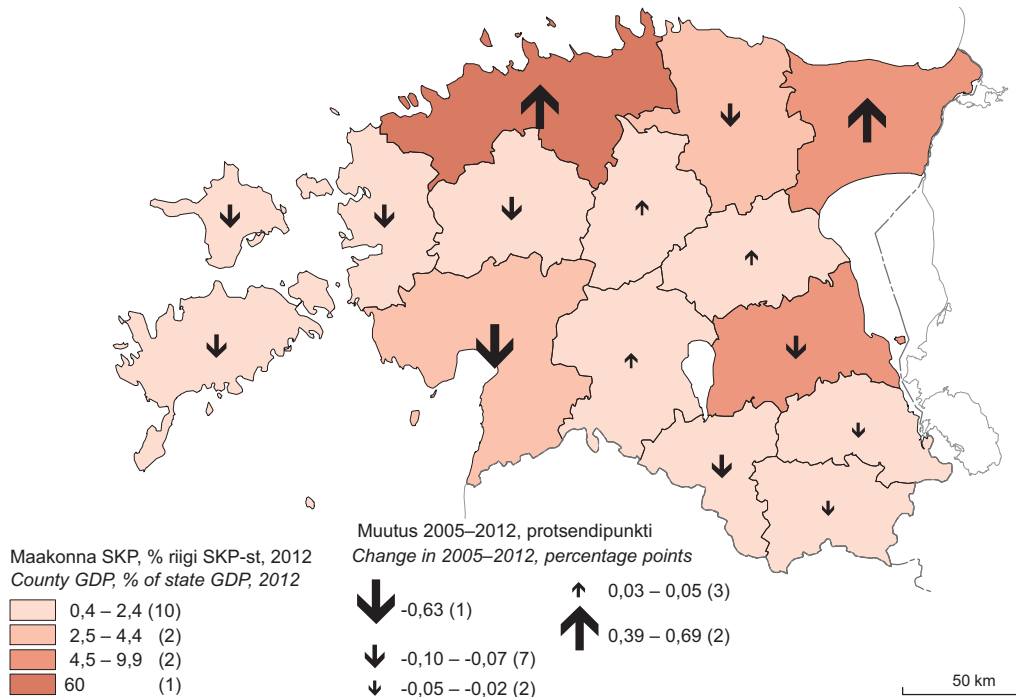 Maakonna SKP, % riigi SKP-st, 2012
County GDP, % of state GDP, 2012
0,4 – 2,4 (10)
2,5 – 4,4 (2)
4,5 – 9,9 (2)
60 (1)
Muutus 2005–2012, protsendipunkti
Change in 2005–2012, percentage points
-0,63 (1)
-0,10 – -0,07 (7)
-0,05 – -0,02 (2)
0,03 – 0,05 (3)
0,39 – 0,69 (2)
50 km